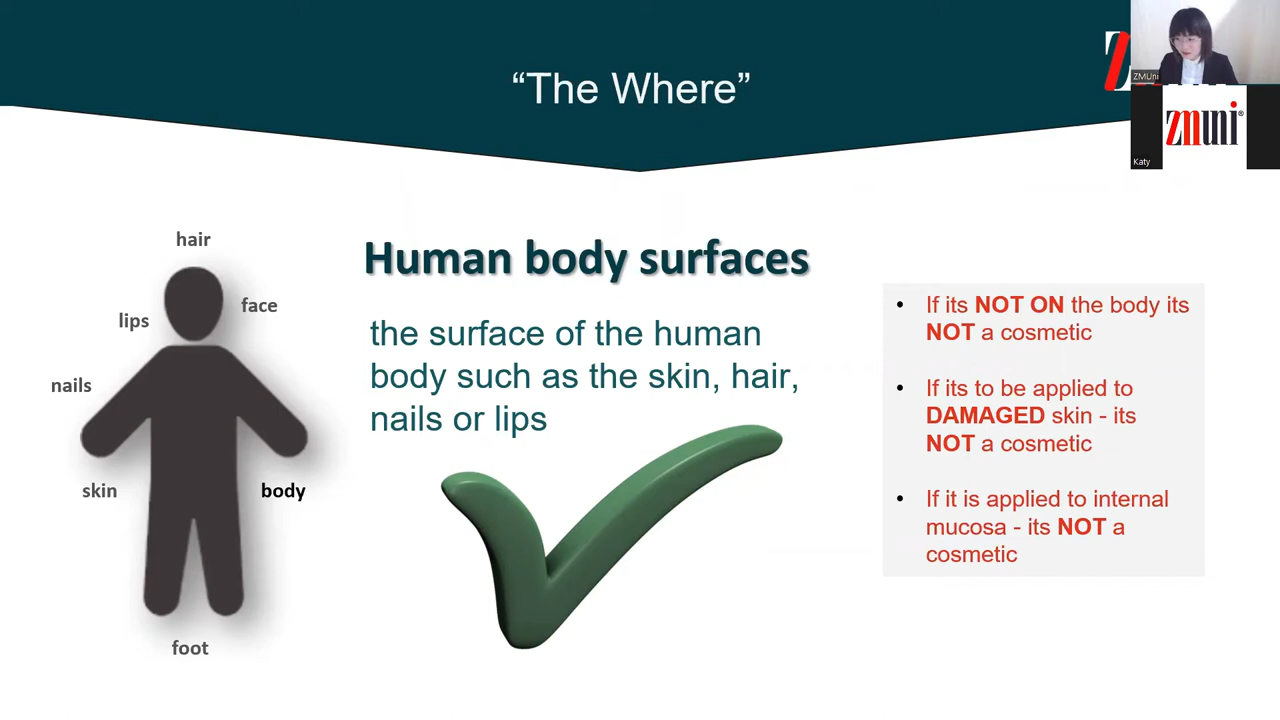 “The Where”
ZMUni
zmuni®
Katy
hair
face
lips
nails
skin
body
foot
Human body surfaces
the surface of the human
body such as the skin, hair,
nails or lips
• If its NOT ON the body its
NOT a cosmetic
• If its to be applied to
DAMAGED skin - its
NOT a cosmetic
• If it is applied to internal
mucosa - its NOT a
cosmetic